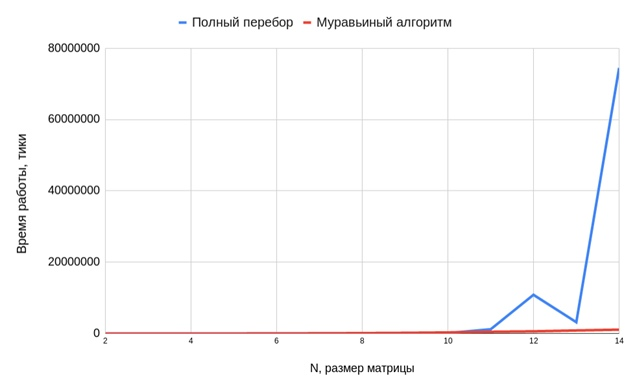 Полный перебор Муравьиный алгоритм
80000000
60000000
40000000
20000000
0
Время работы, тики
2 4 6 8 10 12 14
N, размер матрицы